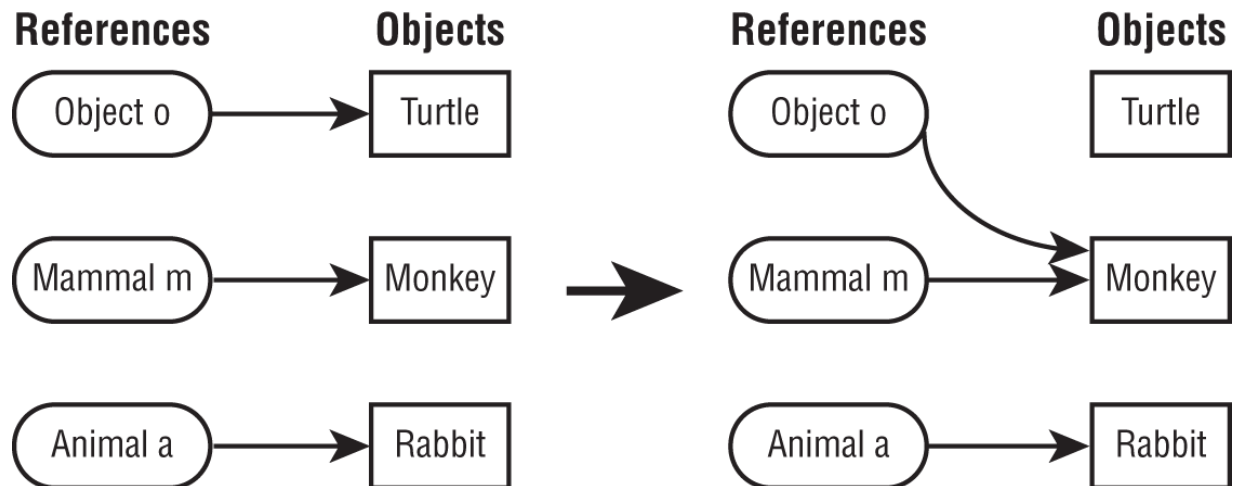 References Objects References Objects
Object o Turtle Object o Turtle
Mammal m Monkey Mammal m Monkey
Animal a Rabbit Animal a Rabbit